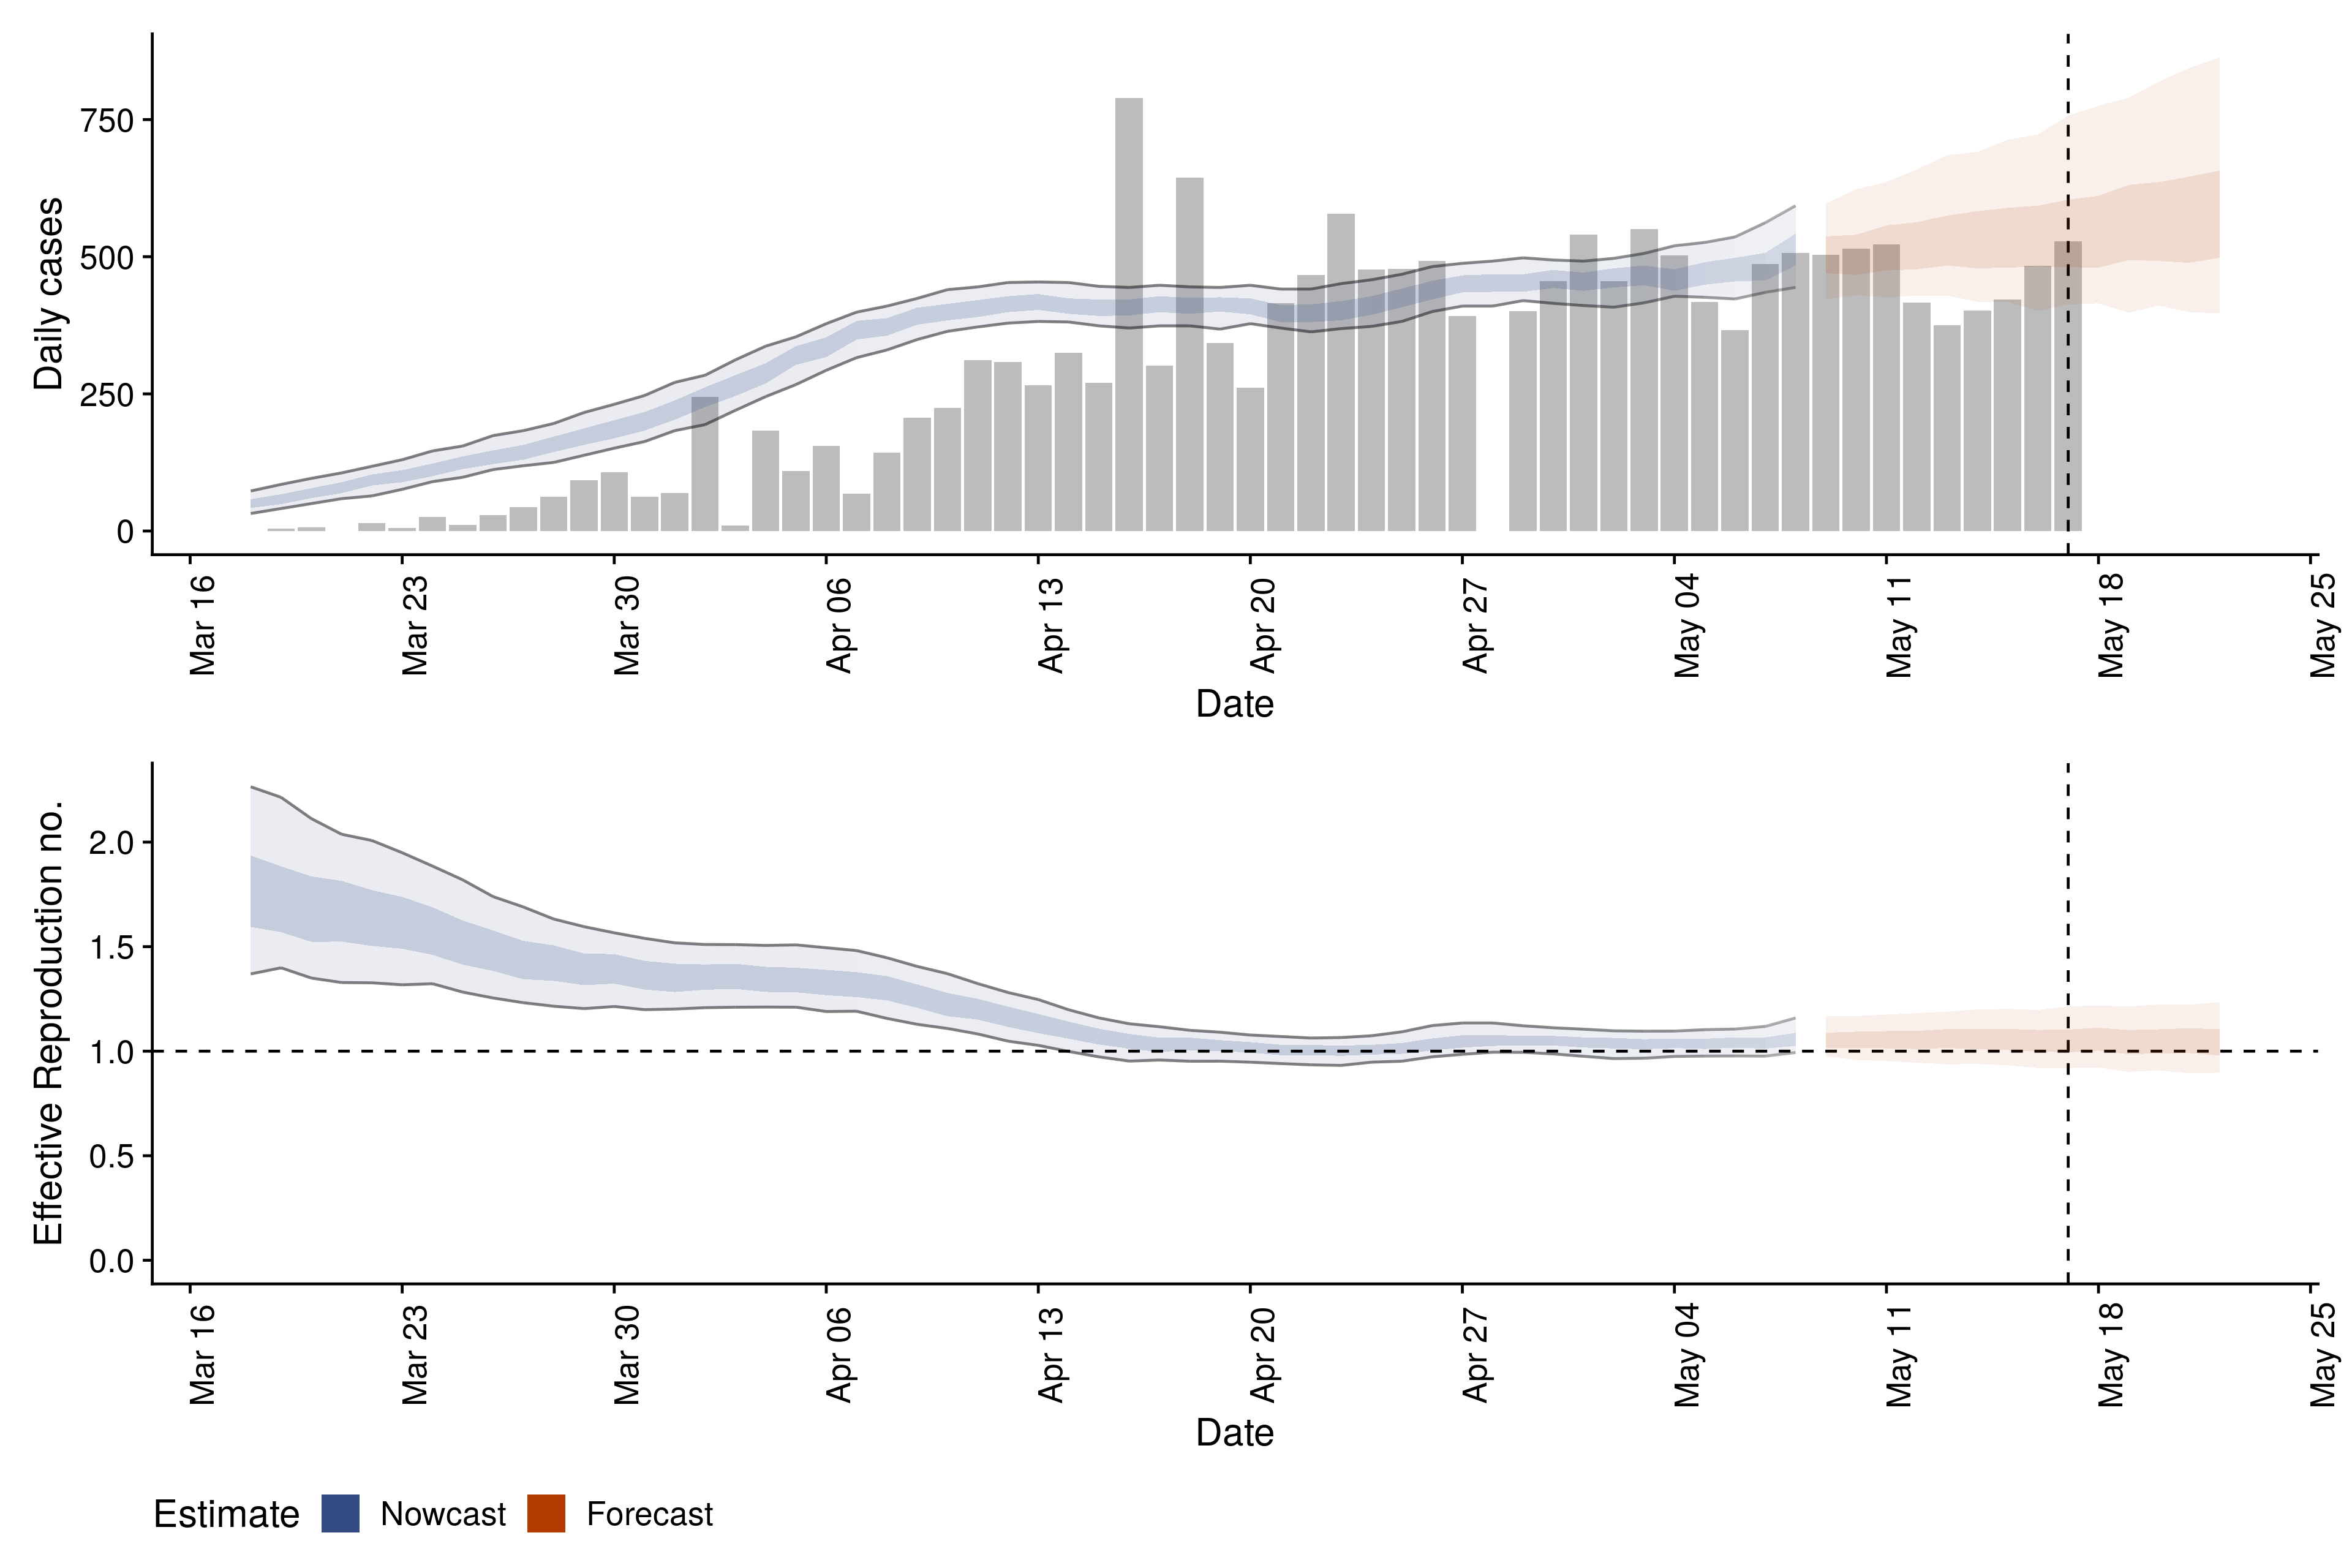 Daily cases
750
500
250
0
Mar 16
Mar 23
Mar 30
Apr 06
Apr 13
Apr 20
Apr 27
May 04
May 11
May 18
May 25
Date
Effective Reproduction no.
2.0
1.5
1.0
0.5
0.0
Mar 16
Mar 23
Mar 30
Apr 06
Apr 13
Apr 20
Apr 27
May 04
May 11
May 18
May 25
Date
Estimate Nowcast Forecast